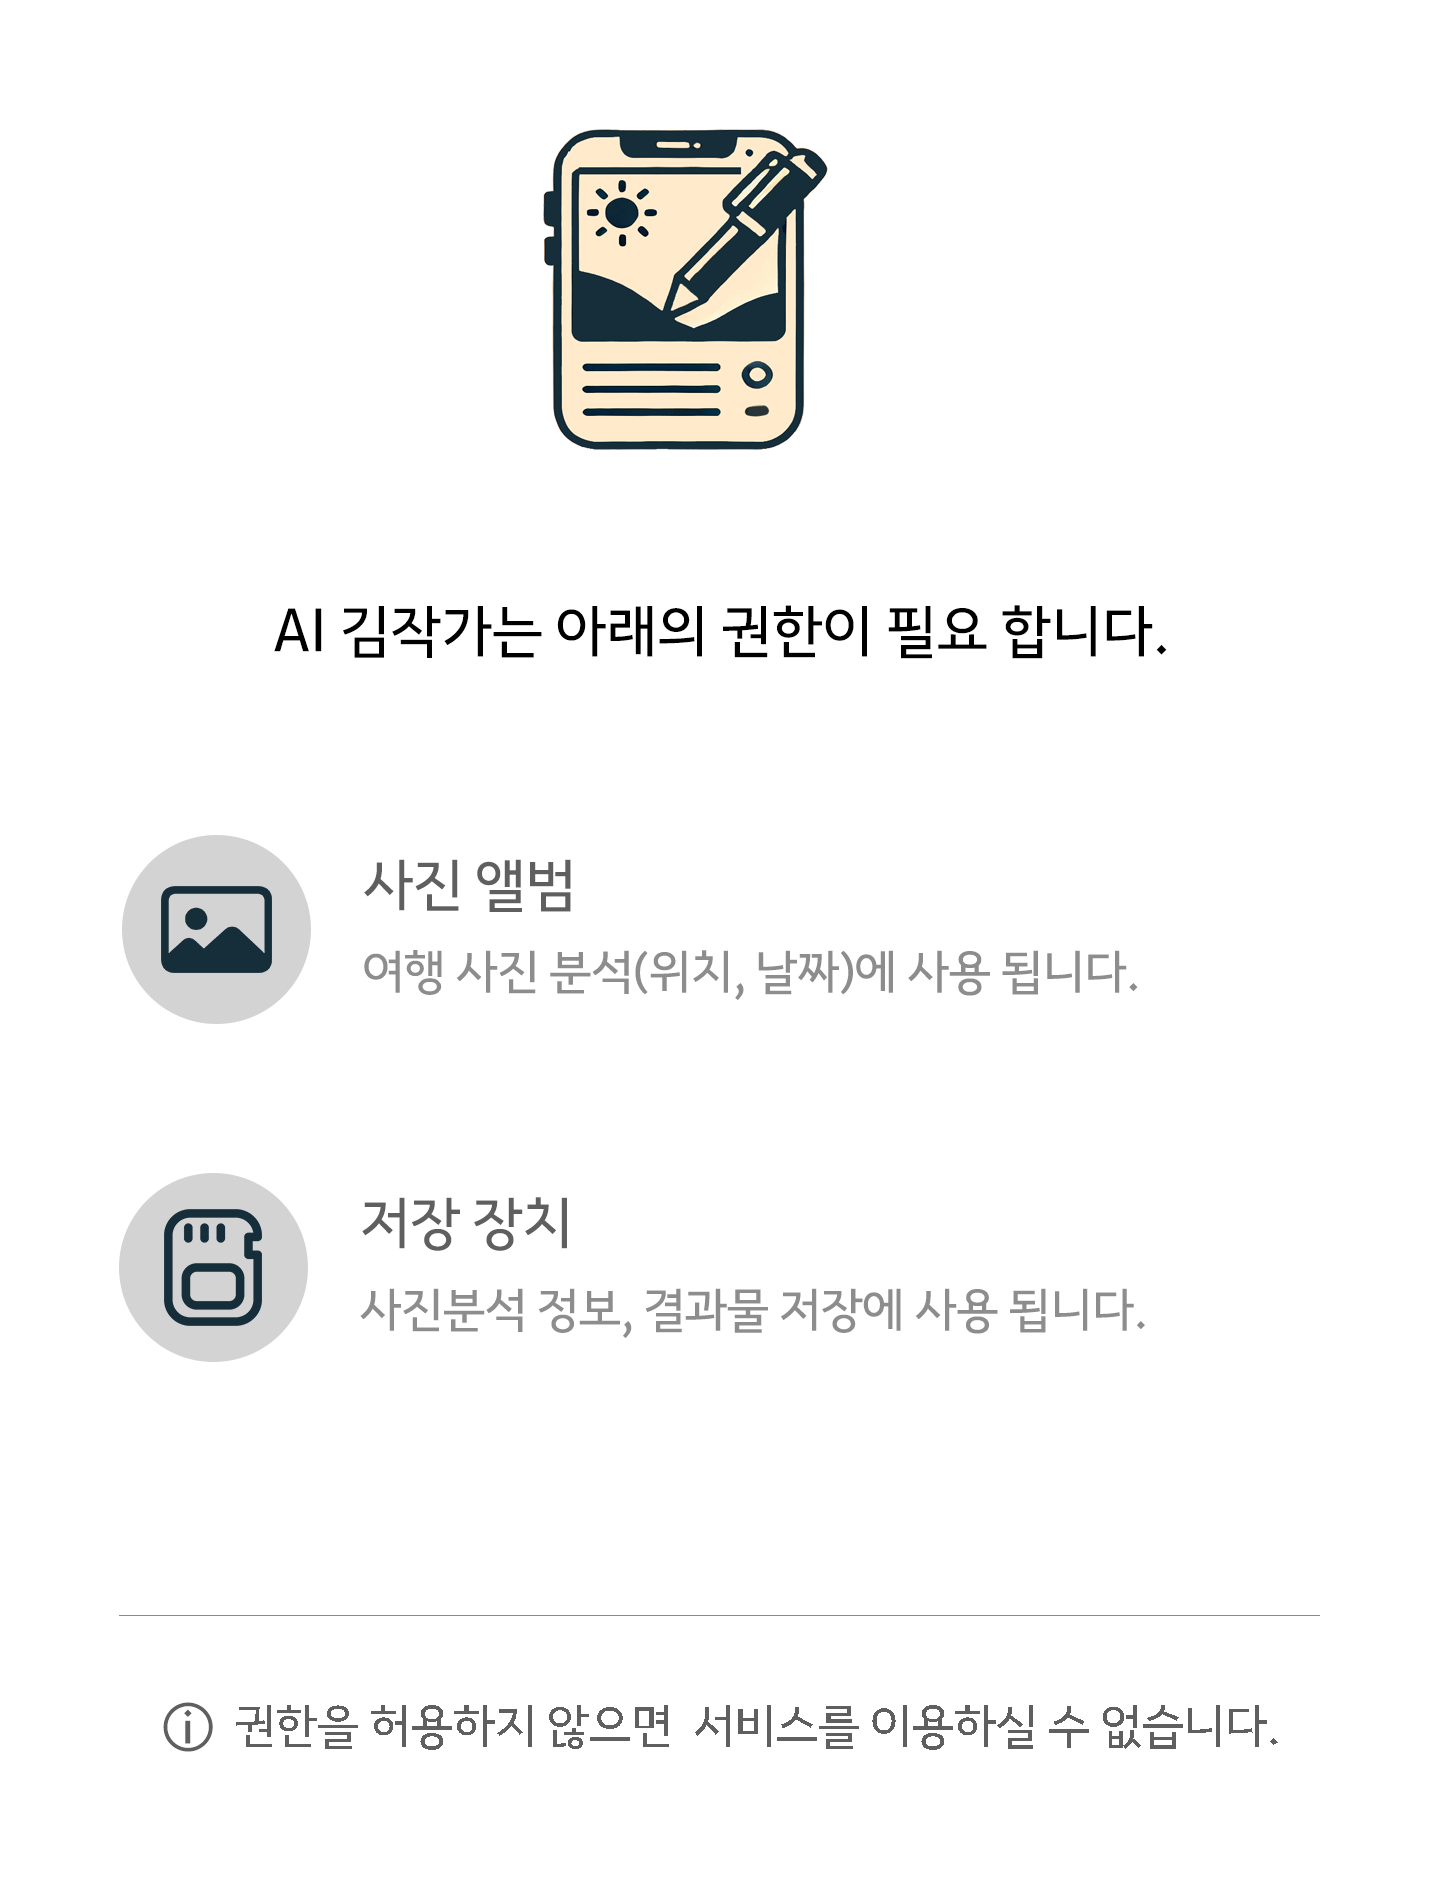 AI 김작가는 아래의 권한이 필요 합니다.
사진 앨범
여행 사진 분석(위치, 날짜)에 사용 됩니다.
저장 장치
사진분석 정보, 결과물 저장에 사용 됩니다.
권한을 허용하지 않으면 서비스를 이용하실 수 없습니다.